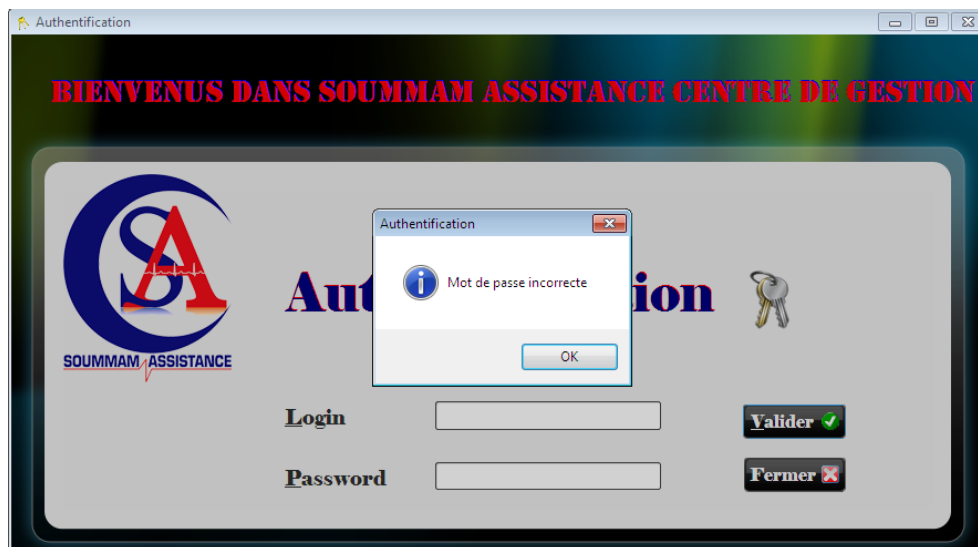 Authentification
BIENVENUS DANS SOUMMAM ASSISTANCE CENTRE DE GESTION
SA
SOUMMAM ASSISTANCE
Authentification
Mot de passe incorrecte
OK
Aut ion
Login
Valider
Password
Fermer